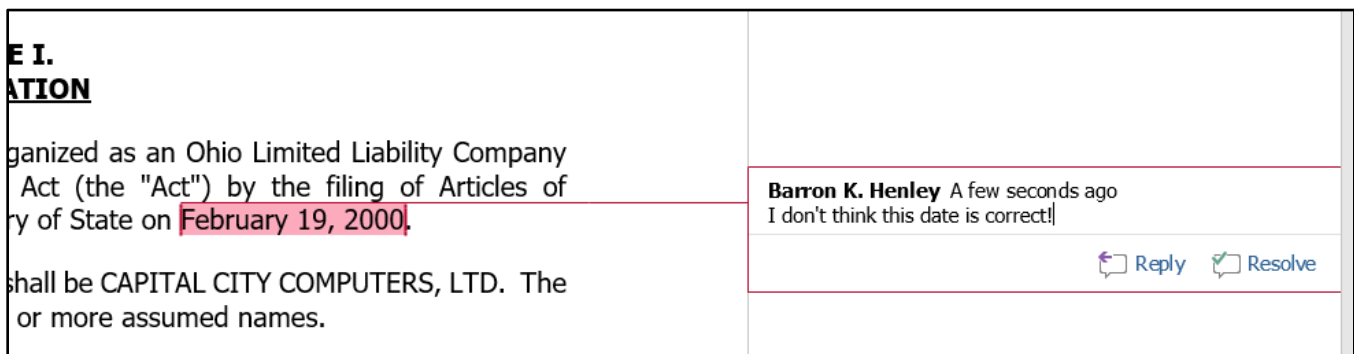 E I.
ATION
ganized as an Ohio Limited Liability Company
Act (the "Act") by the filing of Articles of
ry of State on February 19, 2000.
shall be CAPITAL CITY COMPUTERS, LTD. The
or more assumed names.
Barron K. Henley A few seconds ago
I don't think this date is correct!
Reply Resolve